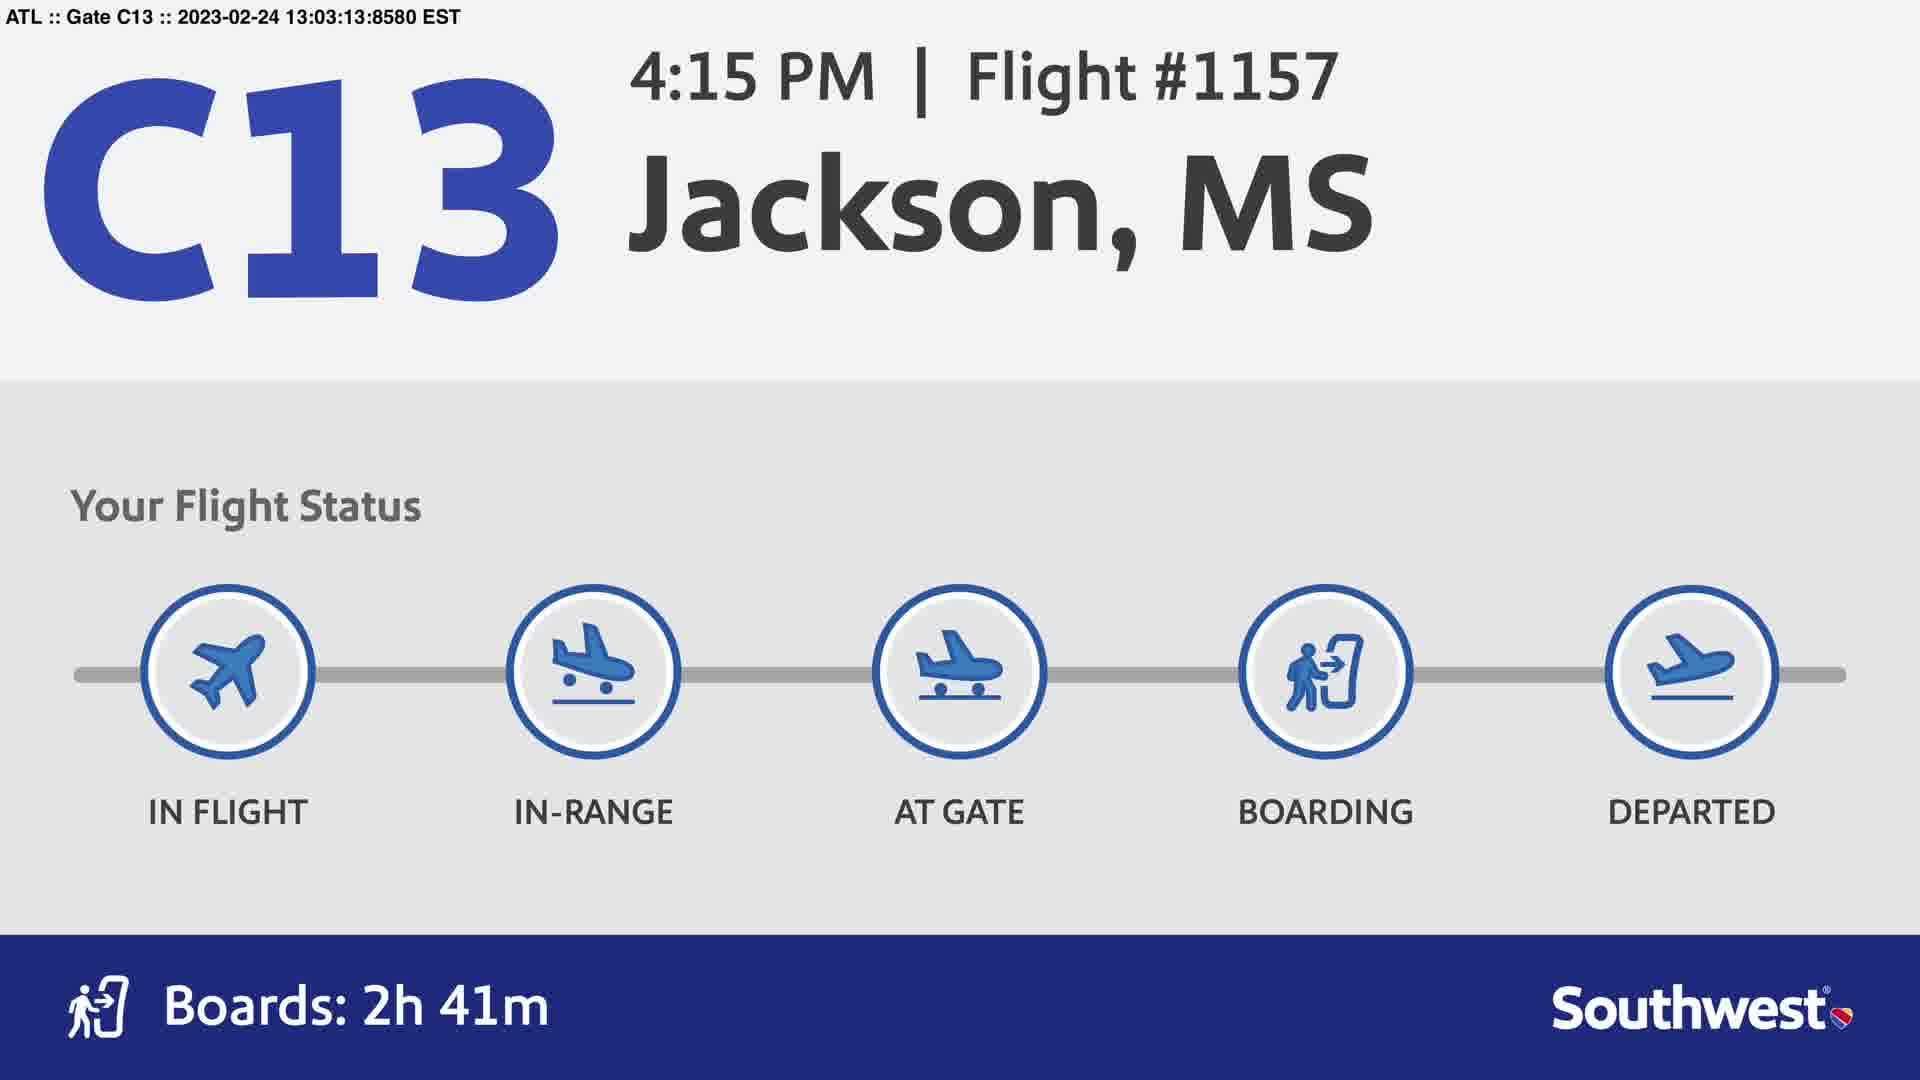 ATL :: Gate C13 :: 2023-02-24 13:03:13:8580 EST
C13
4:15 PM | Flight #1157
Jackson, MS
Your Flight Status
IN FLIGHT
IN-RANGE
AT GATE
BOARDING
DEPARTED
Boards: 2h 41m
Southwest®